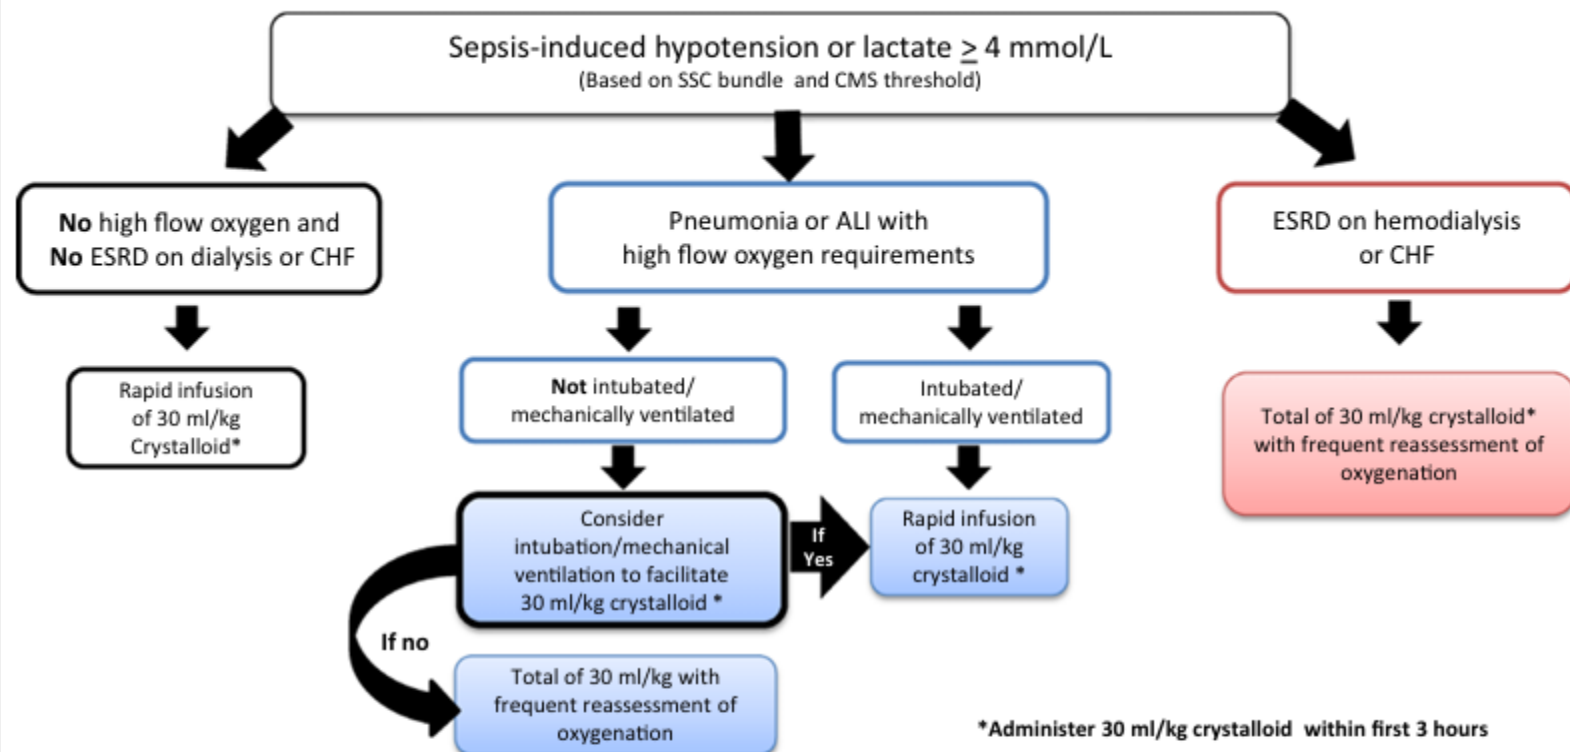 Sepsis-induced hypotension or lactate ≥ 4 mmol/L
(Based on SSC bundle and CMS threshold)
No high flow oxygen and
No ESRD on dialysis or CHF
Rapid infusion
of 30 ml/kg
Crystalloid*
Pneumonia or ALI with
high flow oxygen requirements
Not intubated/
mechanically ventilated
Consider
intubation/mechanical
ventilation to facilitate
30 ml/kg crystalloid *
If
Yes
If no
Total of 30 ml/kg with
frequent reassessment of
oxygenation
Intubated/
mechanically ventilated
Rapid infusion
of 30 ml/kg
crystalloid *
ESRD on hemodialysis
or CHF
Total of 30 ml/kg crystalloid*
with frequent reassessment of
oxygenation
*Administer 30 ml/kg crystalloid within first 3 hours